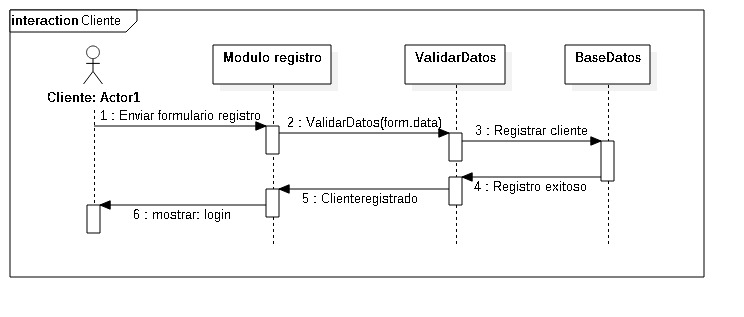 interaction Cliente
Modulo registro
ValidarDatos
BaseDatos
Cliente: Actor1
1 : Enviar formulario registro
2 : ValidarDatos(form.data)
3 : Registrar cliente
4 : Registro exitoso
5 : Clienteregistrado
6 : mostrar: login